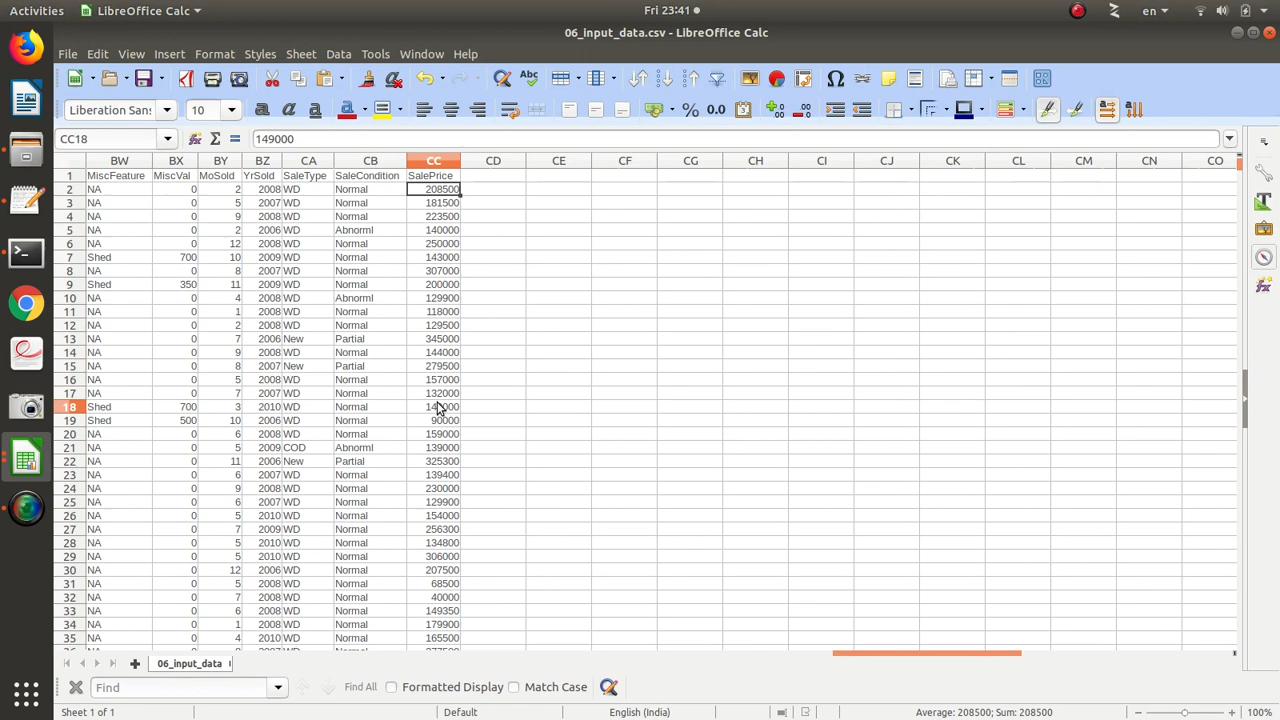 Activities LibreOffice Calc Fri 23:41 en
06_input_data.csv - LibreOffice Calc
File Edit View Insert Format Styles Sheet Data Tools Window Help
Liberation Sans 10
CC18 149000
BW BX BY BZ CA CB CC CD CE CF CG CH CI CJ CK CL CM CN CO
1 MiscFeature MiscVal MoSold YrSold SaleType SaleCondition SalePrice
2 NA 0 2 2008 WD Normal 208500
3 NA 0 5 2007 WD Normal 181500
4 NA 0 9 2008 WD Normal 223500
5 NA 0 2 2006 WD Abnorml 140000
6 NA 0 12 2008 WD Normal 250000
7 Shed 700 10 2009 WD Normal 143000
8 NA 0 8 2007 WD Normal 307000
9 Shed 350 11 2009 WD Normal 200000
10 NA 0 4 2008 WD Abnorml 129900
11 NA 0 1 2008 WD Normal 118000
12 NA 0 2 2008 WD Normal 129500
13 NA 0 7 2006 New Partial 345000
14 NA 0 9 2008 WD Normal 144000
15 NA 0 8 2007 New Partial 279500
16 NA 0 5 2008 WD Normal 157000
17 NA 0 7 2007 WD Normal 132000
18 Shed 700 3 2010 WD Normal
19 Shed 500 10 2006 WD Normal 90000
20 NA 0 6 2008 WD Normal 159000
21 NA 0 5 2009 COD Abnorml 139000
22 NA 0 11 2006 New Partial 325300
23 NA 0 6 2007 WD Normal 139400
24 NA 0 9 2008 WD Normal 230000
25 NA 0 6 2007 WD Normal 129900
26 NA 0 5 2010 WD Normal 154000
27 NA 0 7 2009 WD Normal 256300
28 NA 0 5 2010 WD Normal 134800
29 NA 0 5 2010 WD Normal 306000
30 NA 0 12 2006 WD Normal 207500
31 NA 0 5 2008 WD Normal 68500
32 NA 0 7 2008 WD Normal 40000
33 NA 0 6 2008 WD Normal 149350
34 NA 0 1 2008 WD Normal 179900
35 NA 0 4 2010 WD Normal 165500
06_input_data
Find Find All Formatted Display Match Case
Sheet 1 of 1 Default English (India) Average: 208500; Sum: 208500 100%